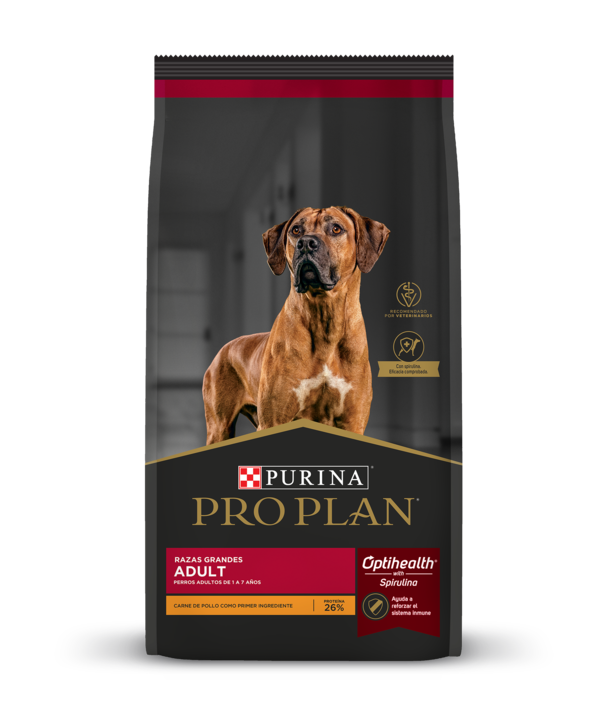 RECOMENDADO
POR VETERINARIOS
Con spirulina.
Eficacia comprobada.
PURINA®
PRO PLAN®
RAZAS GRANDES
ADULT
PERROS ADULTOS DE 1 A 7 AÑOS
CARNE DE POLLO COMO PRIMER INGREDIENTE
PROTEÍNA
26%
Optihealth®
with
Spirulina
Ayuda a
reforzar el
sistema inmune